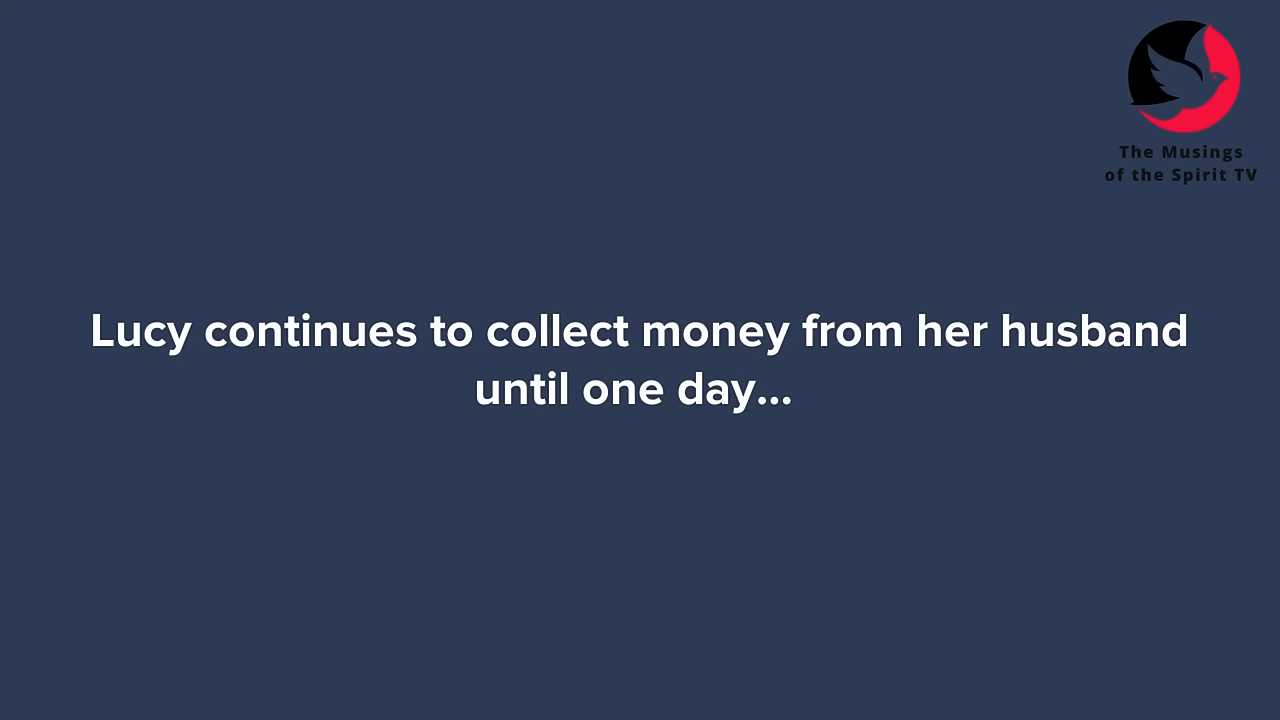 The Musings
of the Spirit TV
Lucy continues to collect money from her husband
until one day...